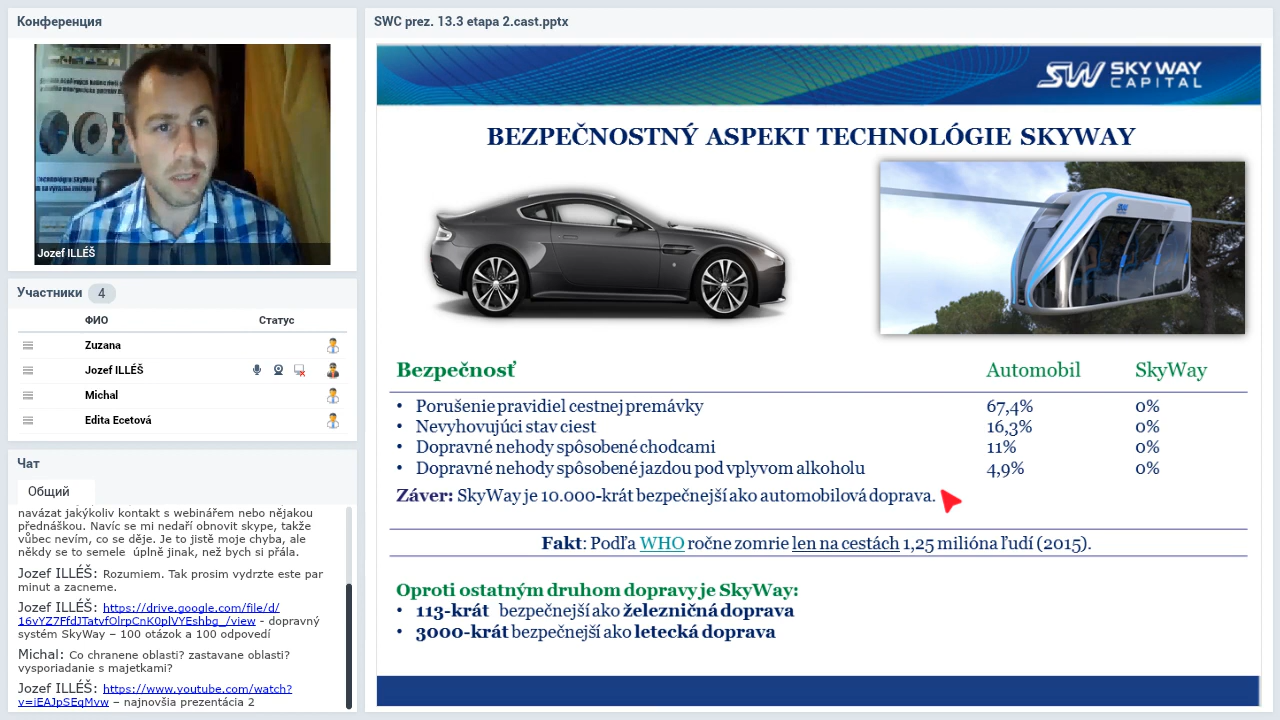 Конференция
Jozef ILLÉŠ
Участники 4
ФИО Статус
Zuzana
Jozef ILLÉŠ
Michal
Edita Ecetová
Чат
Общий
navázat jakýkoliv kontakt s webinářem nebo nějakou
přednáškou. Navíc se mi nedaří obnovit skype, takže
vůbec nevím, co se děje. Je to jistě moje chyba, ale
někdy se to semele úplně jinak, než bych si přála.
Jozef ILLÉŠ: Rozumiem. Tak prosim vydrzte este par
minut a zacneme.
Jozef ILLÉŠ: https://drive.google.com/file/d/
16vYZ7FfdJTatvfOlrpCnK0plVYEshbg_/view - dopravný
systém SkyWay – 100 otázok a 100 odpovedí
Michal: Co chranene oblasti? zastavane oblasti?
vysporiadanie s majetkami?
Jozef ILLÉŠ: https://www.youtube.com/watch?
v=jEAJpSEqMvw – najnovšia prezentácia 2
SWC prez. 13.3 etapa 2.cast.pptx
SW SKY WAY
CAPITAL
BEZPEČNOSTNÝ ASPEKT TECHNOLÓGIE SKYWAY
Bezpečnosť Automobil SkyWay
• Porušenie pravidiel cestnej premávky 67,4% 0%
• Nevyhovujúci stav ciest 16,3% 0%
• Dopravné nehody spôsobené chodcami 11% 0%
• Dopravné nehody spôsobené jazdou pod vplyvom alkoholu 4,9% 0%
Záver: SkyWay je 10.000-krát bezpečnejší ako automobilová doprava.
Fakt: Podľa WHO ročne zomrie len na cestách 1,25 milióna ľudí (2015).
Oproti ostatným druhom dopravy je SkyWay:
• 113-krát bezpečnejší ako železničná doprava
• 3000-krát bezpečnejší ako letecká doprava